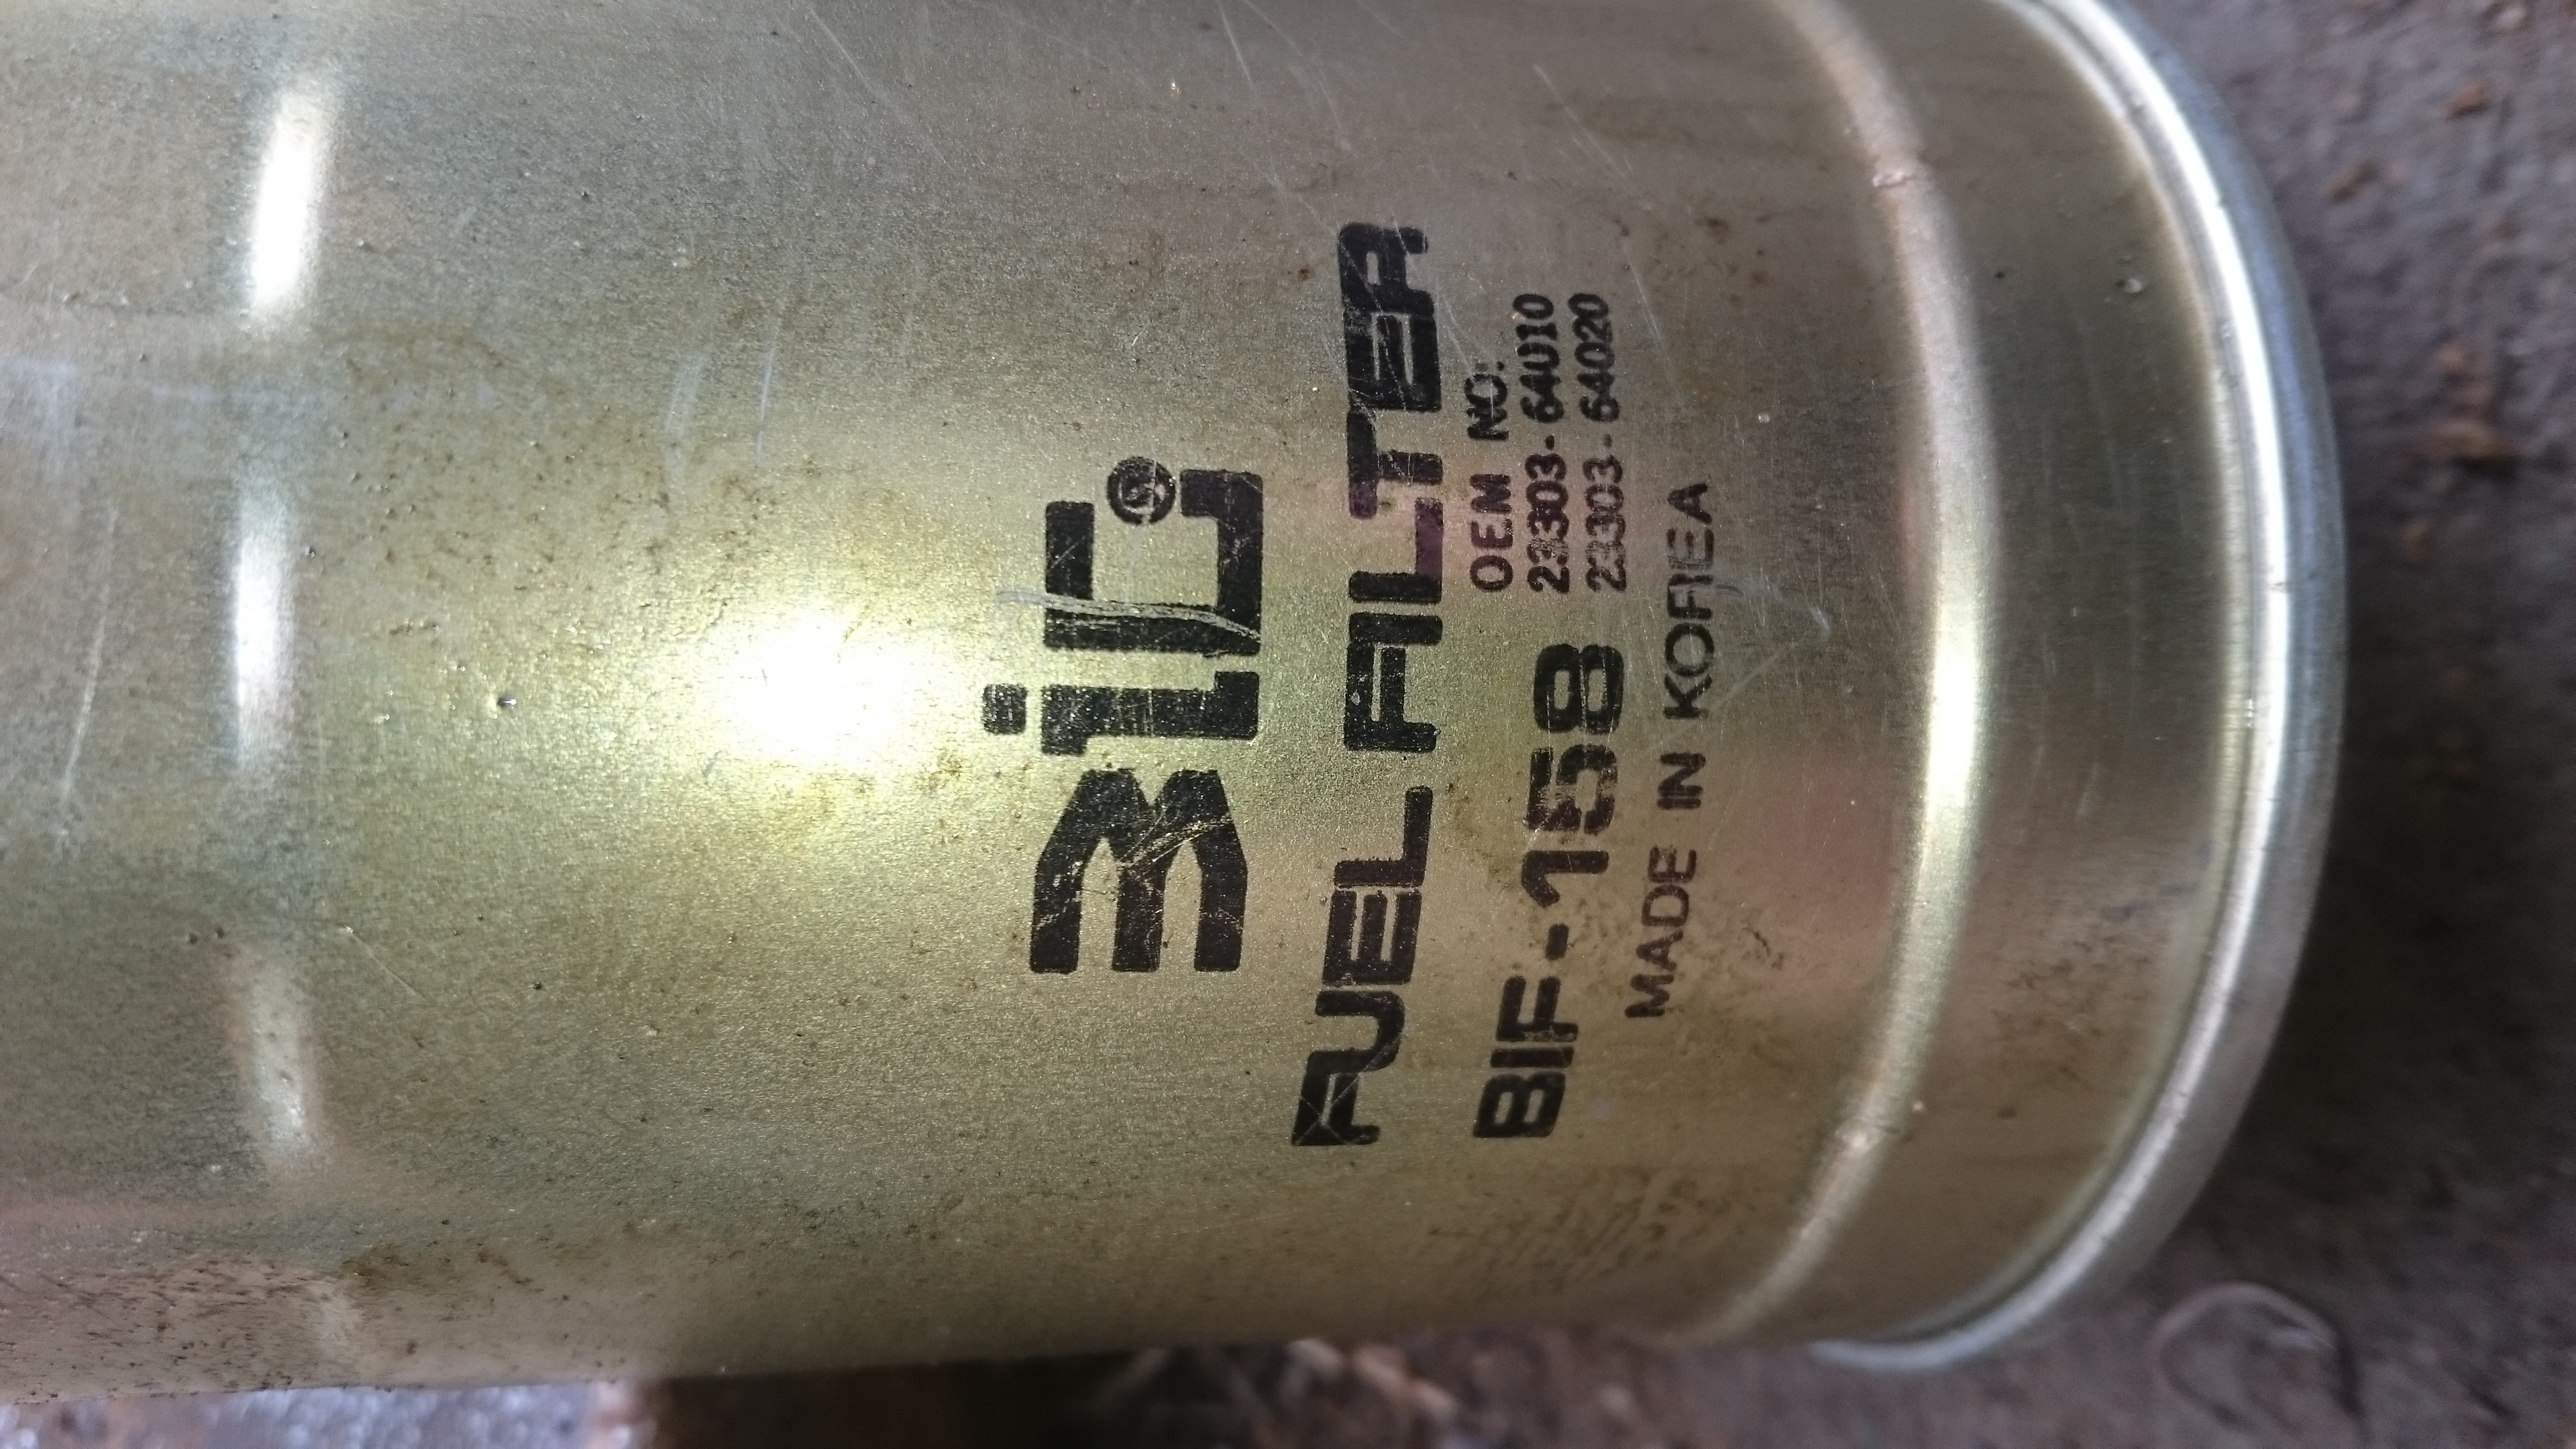 BiC®
FUEL FILTER
OEM NO.
BIF-158 23303-64010
23303-64020
MADE IN KOREA